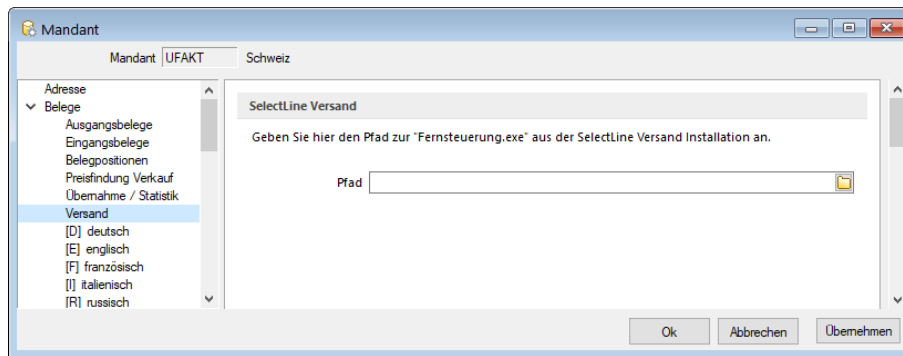 Mandant
Mandant UFAKT Schweiz
Adresse
Belege
Ausgangsbelege
Eingangsbelege
Belegpositionen
Preisfindung Verkauf
Übernahme / Statistik
Versand
[D] deutsch
[E] englisch
[F] französisch
[I] italienisch
[R] russisch
SelectLine Versand
Geben Sie hier den Pfad zur "Fernsteuerung.exe" aus der SelectLine Versand Installation an.
Pfad
Ok Abbrechen Übernehmen